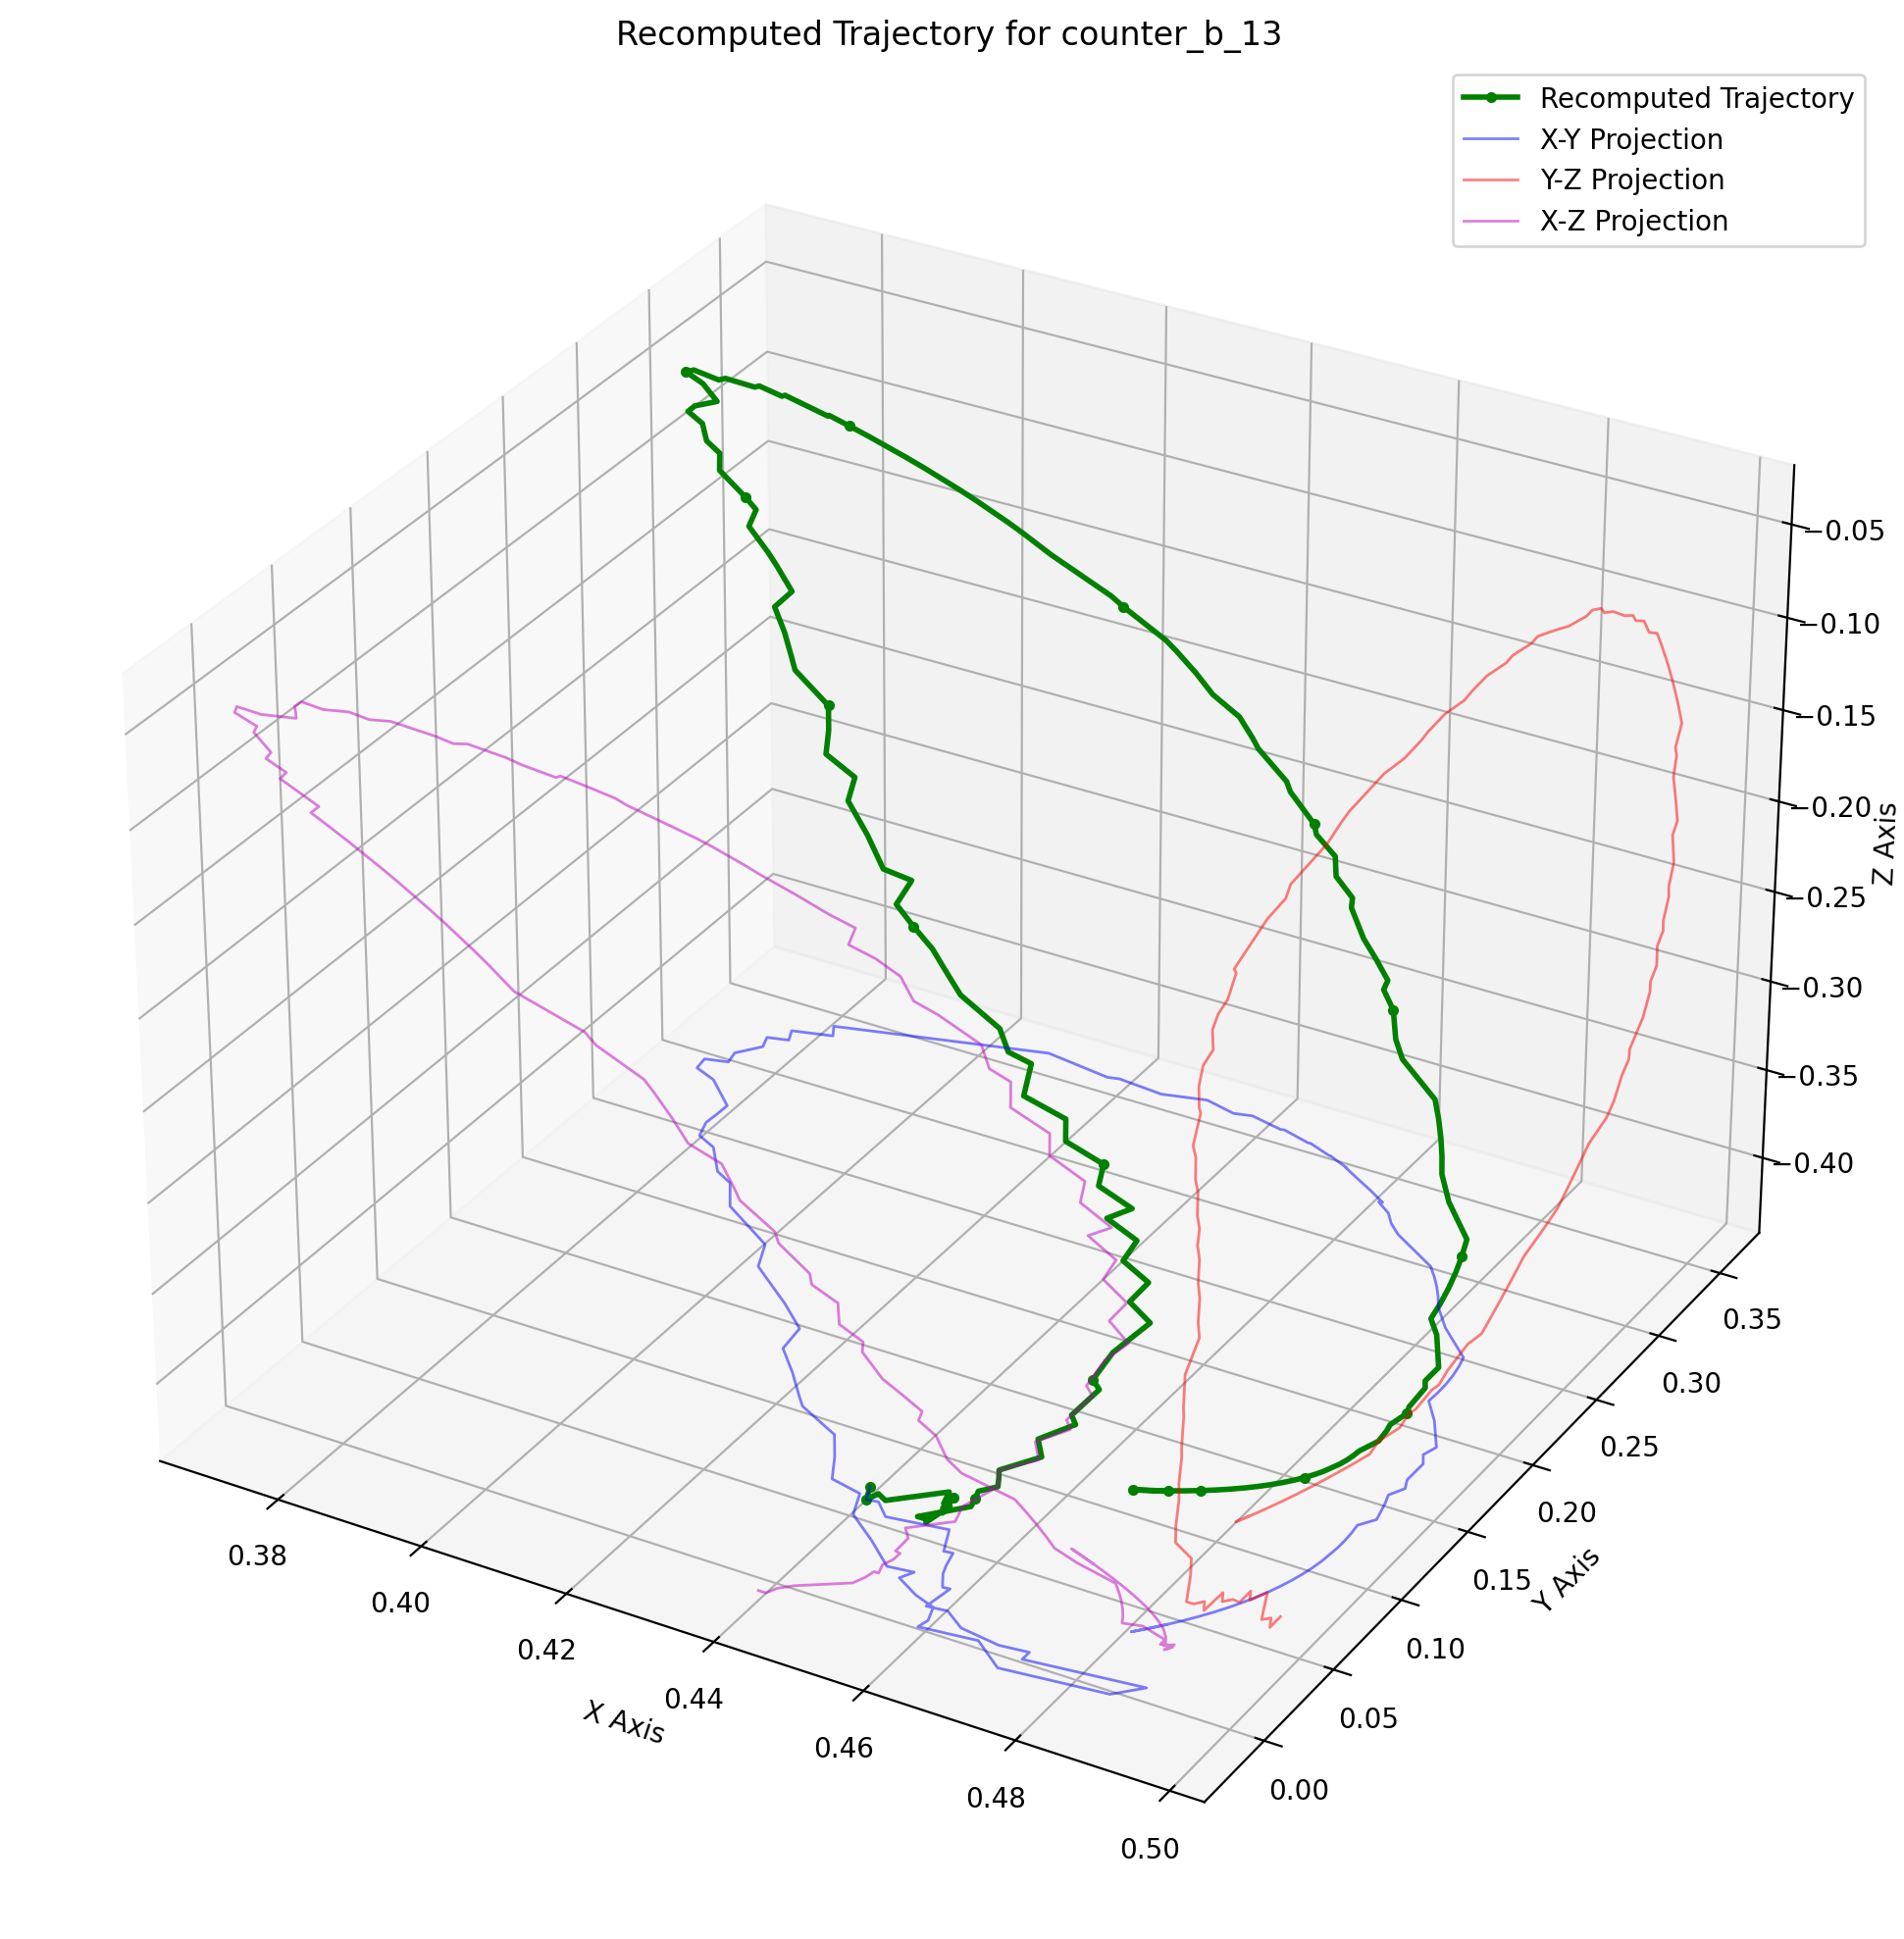 Recomputed Trajectory for counter_b_13
Recomputed Trajectory
X-Y Projection
Y-Z Projection
X-Z Projection
−0.05
−0.10
−0.15
−0.20
−0.25
−0.30
−0.35
−0.40
Z Axis
0.35
0.30
0.25
0.20
0.15
0.10
0.05
0.00
Y Axis
0.38
0.40
0.42
0.44
0.46
0.48
0.50
X Axis